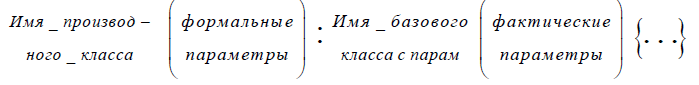 Имя _ производ – ( формальные ) : Имя _ базового ( фактические ) {. . .}
ного _ класса ( параметры ) класса с парам ( параметры )